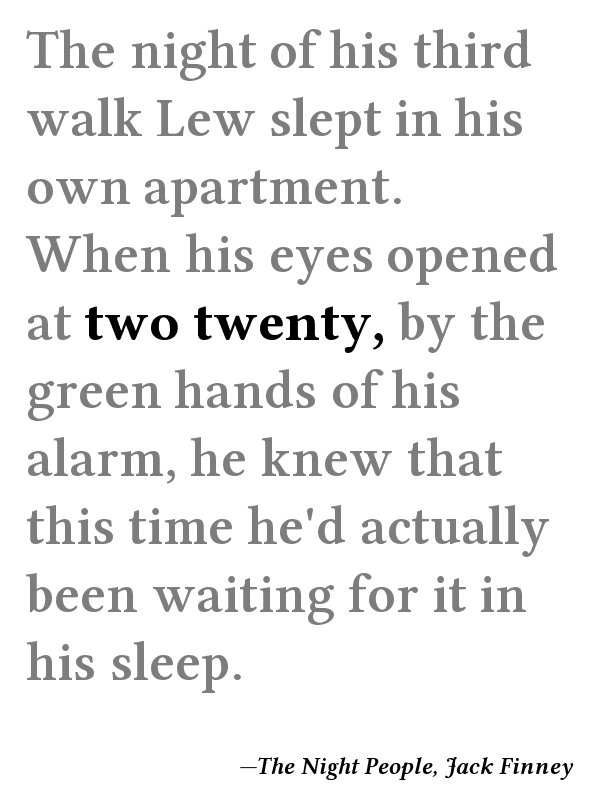 The night of his third
walk Lew slept in his
own apartment.
When his eyes opened
at two twenty, by the
green hands of his
alarm, he knew that
this time he'd actually
been waiting for it in
his sleep.
—The Night People, Jack Finney